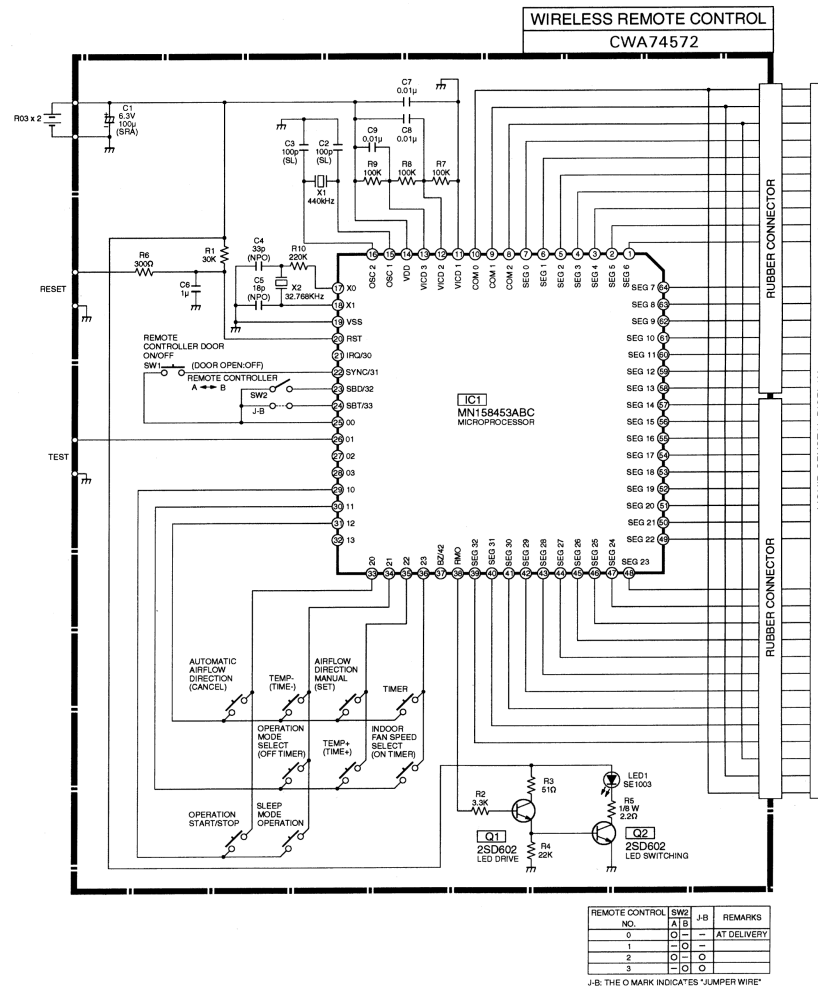 WIRELESS REMOTE CONTROL
CWA74572
R03 x 2
C1
6.3V
100µ
(SRA)
C7
0.01µ
C9
0.01µ
C8
0.01µ
C3
100p
(SL)
C2
100p
(SL)
R9
100K
R8
100K
R7
100K
X1
440kHz
R1
30K
R6
300Ω
C6
1µ
C4
33p
(NPO)
R10
220K
C5
18p
(NPO)
X2
32.768KHz
RESET
TEST
REMOTE
CONTROLLER DOOR
ON/OFF
SW1
(DOOR OPEN:OFF)
REMOTE CONTROLLER
A ↔ B
SW2
J-B
16 15 14 13 12 11 10 9 8 7 6 5 4 3 2 1
OSC 2
OSC 1
VDD
VICD 3
VICD 2
VICD 1
COM 0
COM 1
COM 2
SEG 0
SEG 1
SEG 2
SEG 3
SEG 4
SEG 5
SEG 6
17 X0
18 X1
19 VSS
20 RST
21 IRQ/30
22 SYNC/31
23 SBD/32
24 SBT/33
25 00
26 01
27 02
28 03
29 10
30 11
31 12
32 13
IC1
MN158453ABC
MICROPROCESSOR
SEG 7 64
SEG 8 63
SEG 9 62
SEG 10 61
SEG 11 60
SEG 12 59
SEG 13 58
SEG 14 57
SEG 15 56
SEG 16 55
SEG 17 54
SEG 18 53
SEG 19 52
SEG 20 51
SEG 21 50
SEG 22 49
20
21
22
23
BZ/42
RMO
SEG 32
SEG 31
SEG 30
SEG 29
SEG 28
SEG 27
SEG 26
SEG 25
SEG 24
SEG 23
33 34 35 36 37 38 39 40 41 42 43 44 45 46 47 48
RUBBER CONNECTOR
RUBBER CONNECTOR
AUTOMATIC
AIRFLOW
DIRECTION
(CANCEL)
TEMP-
(TIME-)
AIRFLOW
DIRECTION
MANUAL
(SET)
TIMER
OPERATION
MODE
SELECT
(OFF TIMER)
TEMP+
(TIME+)
INDOOR
FAN SPEED
SELECT
(ON TIMER)
OPERATION
START/STOP
SLEEP
MODE
OPERATION
R2
3.3K
R3
51Ω
LED1
SE1003
R5
1/8 W
2.2Ω
Q1
2SD602
LED DRIVE
R4
22K
Q2
2SD602
LED SWITCHING
REMOTE CONTROL NO. SW2 A B J-B REMARKS
0 O – – AT DELIVERY
1 – O –
2 O – O
3 – O O
J-B: THE O MARK INDICATES "JUMPER WIRE"